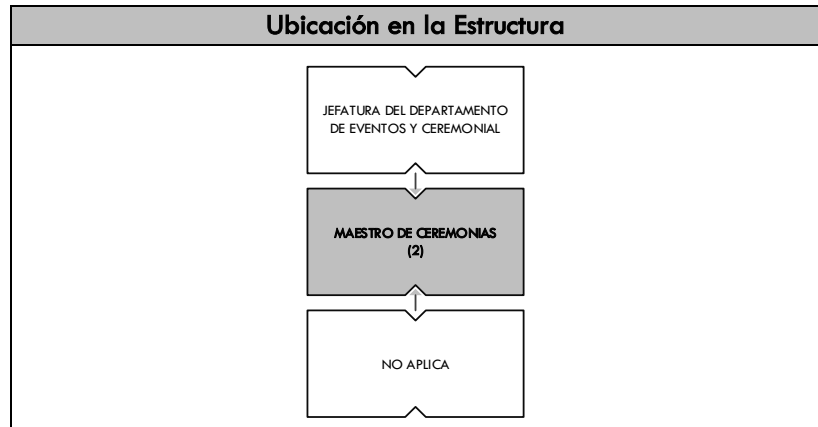 Ubicación en la Estructura
JEFATURA DEL DEPARTAMENTO
DE EVENTOS Y CEREMONIAL
MAESTRO DE CEREMONIAS
(2)
NO APLICA